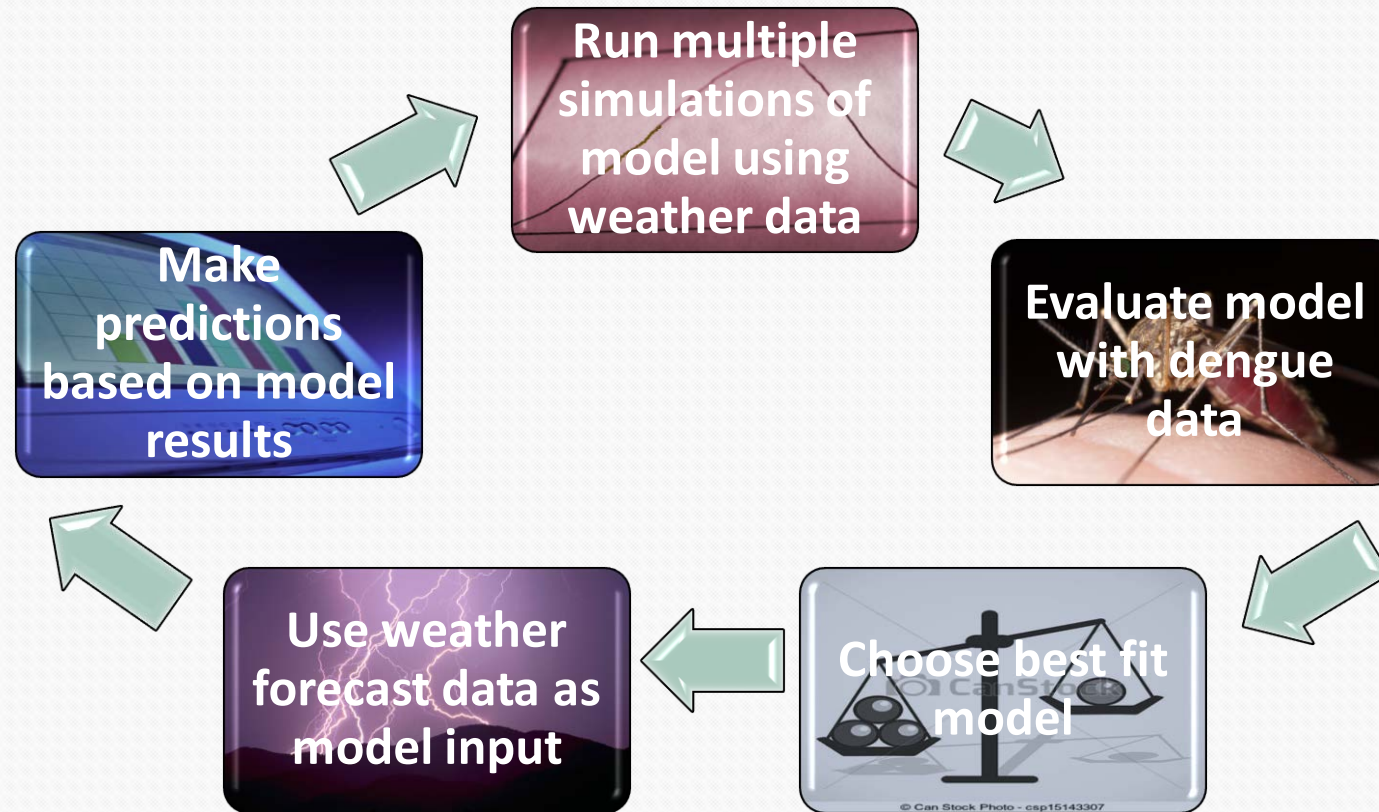 Run multiple
simulations of
model using
weather data
Evaluate model
with dengue
data
Choose best fit
model
© Can Stock Photo - csp15143307
Use weather
forecast data as
model input
Make
predictions
based on model
results